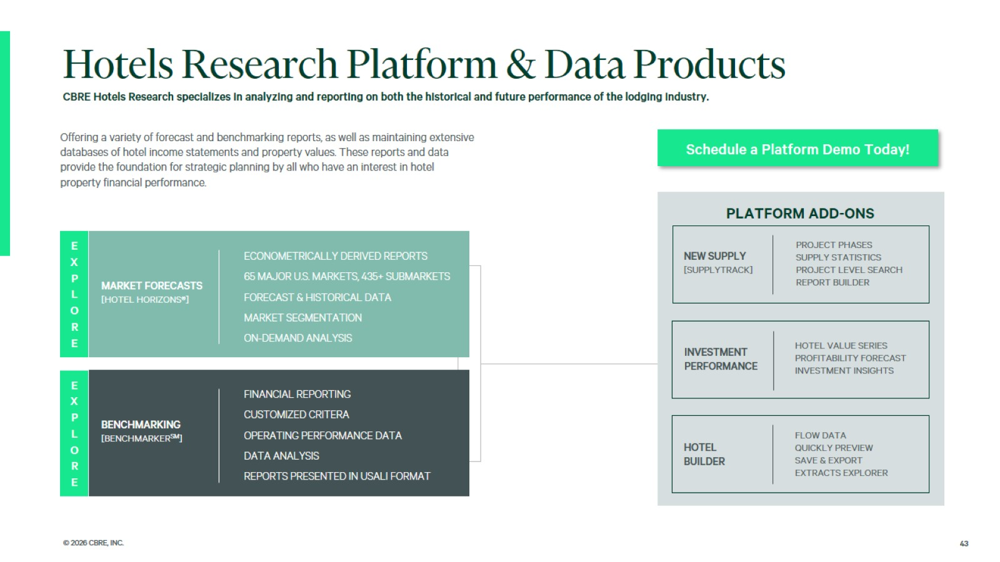 Hotels Research Platform & Data Products
CBRE Hotels Research specializes in analyzing and reporting on both the historical and future performance of the lodging industry.
Offering a variety of forecast and benchmarking reports, as well as maintaining extensive
databases of hotel income statements and property values. These reports and data
provide the foundation for strategic planning by all who have an interest in hotel
property financial performance.
Schedule a Platform Demo Today!
EXPLORE
MARKET FORECASTS
[HOTEL HORIZONS®]
ECONOMETRICALLY DERIVED REPORTS
65 MAJOR U.S. MARKETS, 435+ SUBMARKETS
FORECAST & HISTORICAL DATA
MARKET SEGMENTATION
ON-DEMAND ANALYSIS
EXPLORE
BENCHMARKING
[BENCHMARKER℠]
FINANCIAL REPORTING
CUSTOMIZED CRITERA
OPERATING PERFORMANCE DATA
DATA ANALYSIS
REPORTS PRESENTED IN USALI FORMAT
PLATFORM ADD-ONS
NEW SUPPLY
[SUPPLYTRACK]
PROJECT PHASES
SUPPLY STATISTICS
PROJECT LEVEL SEARCH
REPORT BUILDER
INVESTMENT
PERFORMANCE
HOTEL VALUE SERIES
PROFITABILITY FORECAST
INVESTMENT INSIGHTS
HOTEL
BUILDER
FLOW DATA
QUICKLY PREVIEW
SAVE & EXPORT
EXTRACTS EXPLORER
© 2026 CBRE, INC.
43